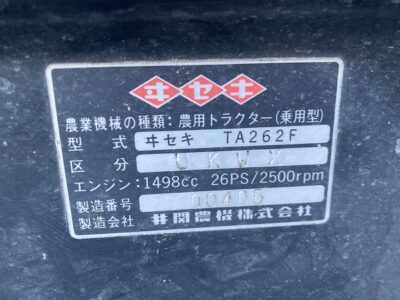 ヰセキ
農業機械の種類:農用トラクター(乗用型)
型式 ヰセキ TA262F
区分 UKWX
エンジン:1498cc 26PS/2500rpm
製造番号 00405
製造会社 井関農機株式会社